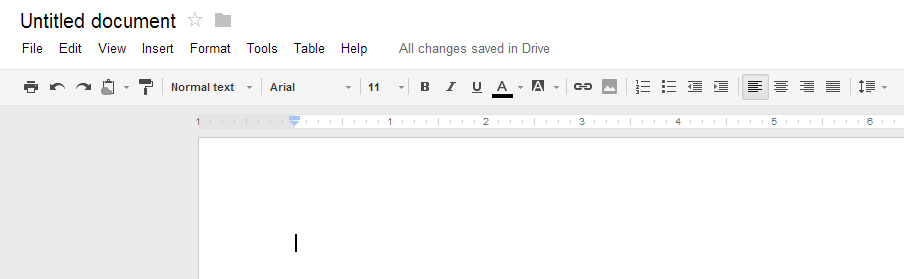 Untitled document
File Edit View Insert Format Tools Table Help All changes saved in Drive
Normal text Arial 11 B I U A A
1 1 2 3 4 5 6